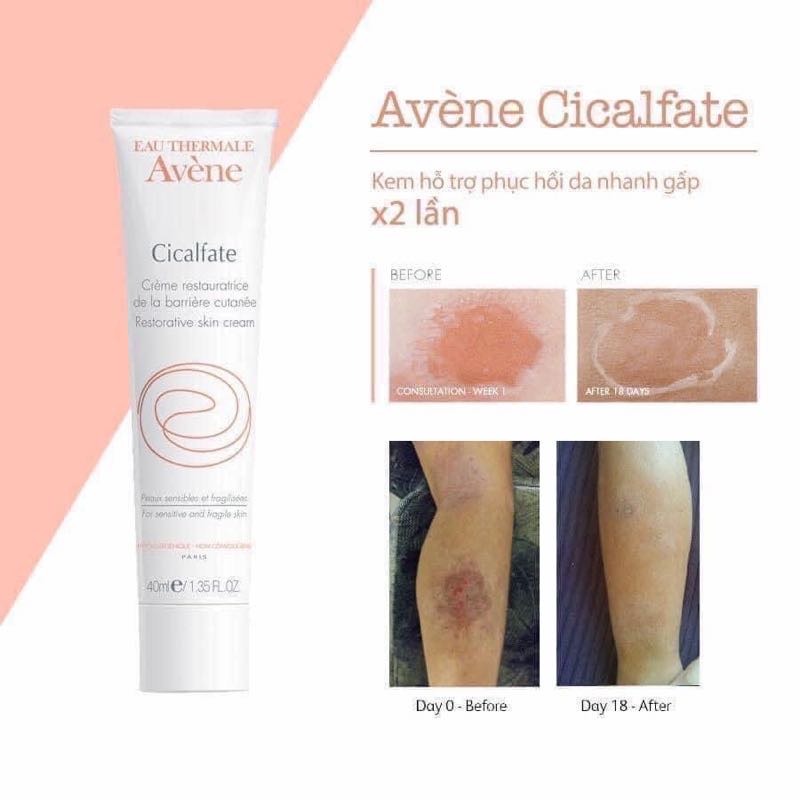 EAU THERMALE
Avène
Cicalfate
Crème restauratrice
de la barrière cutanée
Restorative skin cream
Peaux sensibles et fragilisées
For sensitive and fragile skin
PARIS
40ml e/1.35 FL.OZ.
Avène Cicalfate
Kem hỗ trợ phục hồi da nhanh gấp
x2 lần
BEFORE
AFTER
CONSULTATION - WEEK 1
AFTER 18 DAYS
Day 0 - Before
Day 18 - After